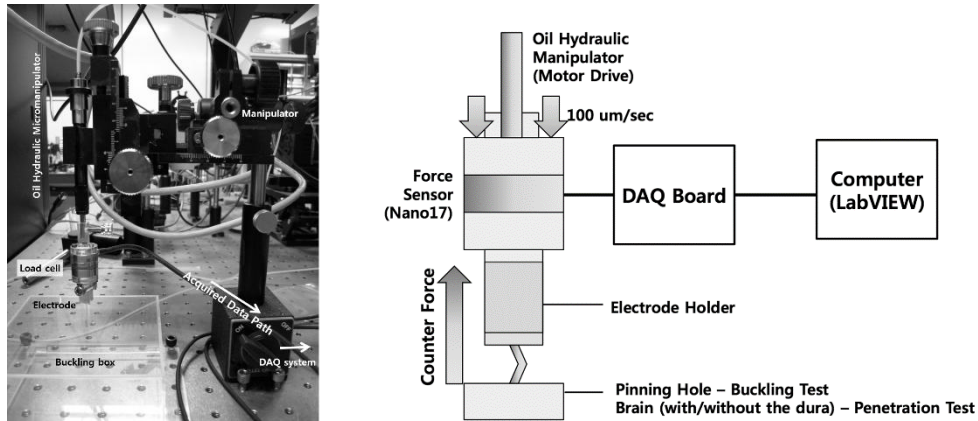 Oil Hydraulic Micromanipulator
Manipulator
Load cell
Electrode
Acquired Data Path
OFF
DAQ system
Buckling box
Oil Hydraulic
Manipulator
(Motor Drive)
100 um/sec
Force
Sensor
(Nano17)
DAQ Board
Computer
(LabVIEW)
Counter Force
Electrode Holder
Pinning Hole – Buckling Test
Brain (with/without the dura) – Penetration Test